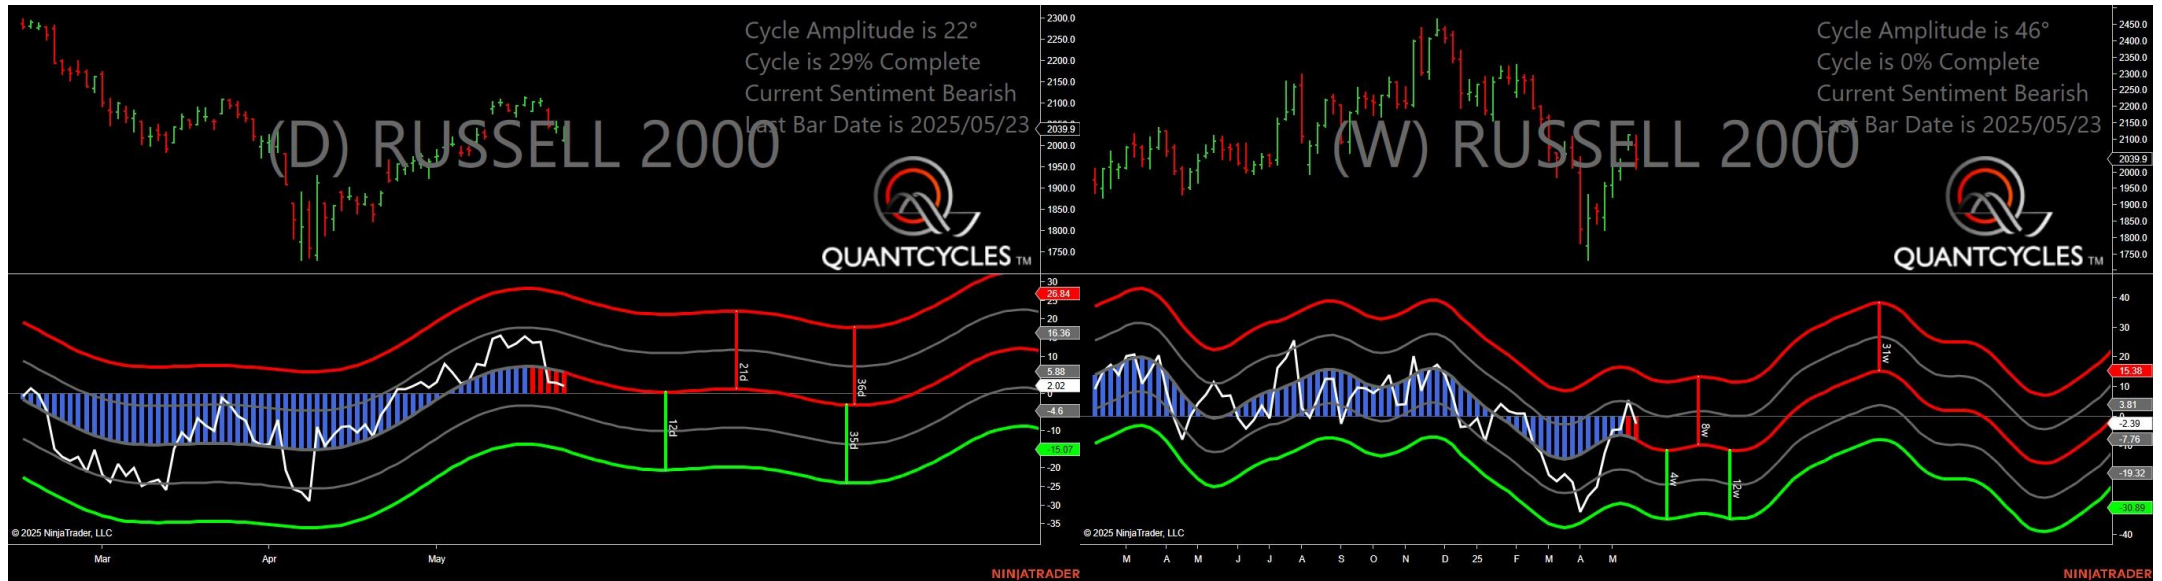 Cycle Amplitude is 22°
Cycle is 29% Complete
Current Sentiment Bearish
Last Bar Date is 2025/05/23
(D) RUSSELL 2000
QUANTCYCLES TM
2300.0
2250.0
2200.0
2150.0
2100.0
2050.0
2039.9
2000.0
1950.0
1900.0
1850.0
1800.0
1750.0
30
26.84
25
20
16.36
10
5.88
2.02
0
-4.6
-10
-15.07
-20
-25
-30
-35
12d
21d
35d
36d
© 2025 NinjaTrader, LLC
Mar Apr May
NINJATRADER
Cycle Amplitude is 46°
Cycle is 0% Complete
Current Sentiment Bearish
Last Bar Date is 2025/05/23
(W) RUSSELL 2000
QUANTCYCLES TM
2450.0
2400.0
2350.0
2300.0
2250.0
2200.0
2150.0
2100.0
2039.9
2000.0
1950.0
1900.0
1850.0
1800.0
1750.0
40
30
20
15.38
10
3.81
-2.39
-7.76
-19.32
-30.89
-40
4w
8w
12w
31w
© 2025 NinjaTrader, LLC
M A M J J A S O N D 25 F M A M
NINJATRADER